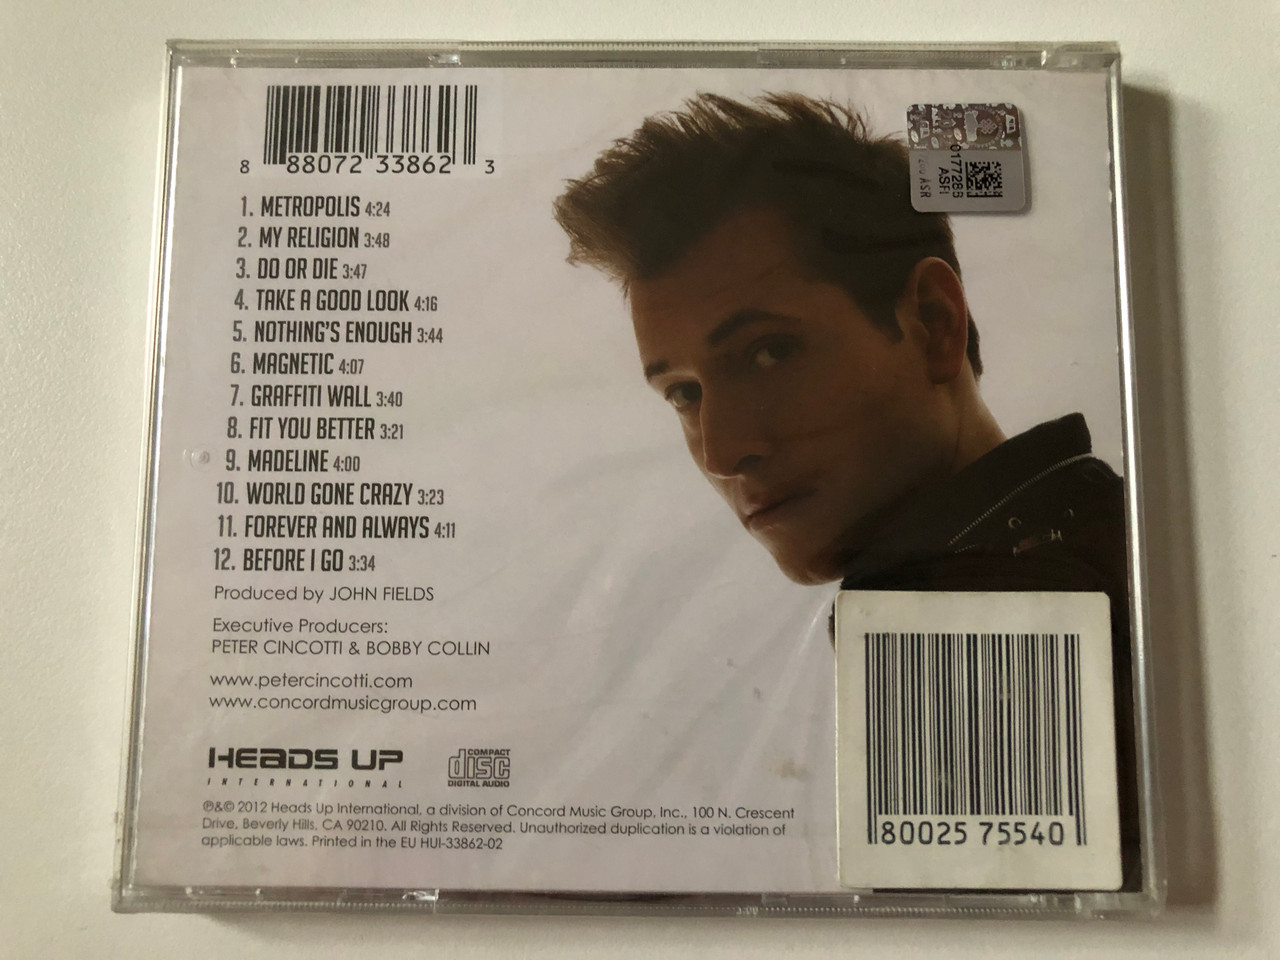 8 88072 33862 3
1. METROPOLIS 4:24
2. MY RELIGION 3:48
3. DO OR DIE 3:47
4. TAKE A GOOD LOOK 4:16
5. NOTHING'S ENOUGH 3:44
6. MAGNETIC 4:07
7. GRAFFITI WALL 3:40
8. FIT YOU BETTER 3:21
9. MADELINE 4:00
10. WORLD GONE CRAZY 3:23
11. FOREVER AND ALWAYS 4:11
12. BEFORE I GO 3:34
Produced by JOHN FIELDS
Executive Producers:
PETER CINCOTTI & BOBBY COLLIN
www.petercincotti.com
www.concordmusicgroup.com
HEADS UP
INTERNATIONAL
COMPACT
disc
DIGITAL AUDIO
℗&© 2012 Heads Up International, a division of Concord Music Group, Inc., 100 N. Crescent
Drive, Beverly Hills, CA 90210. All Rights Reserved. Unauthorized duplication is a violation of
applicable laws. Printed in the EU HUI-33862-02
0177285
ASFI
ASR
80025 75540